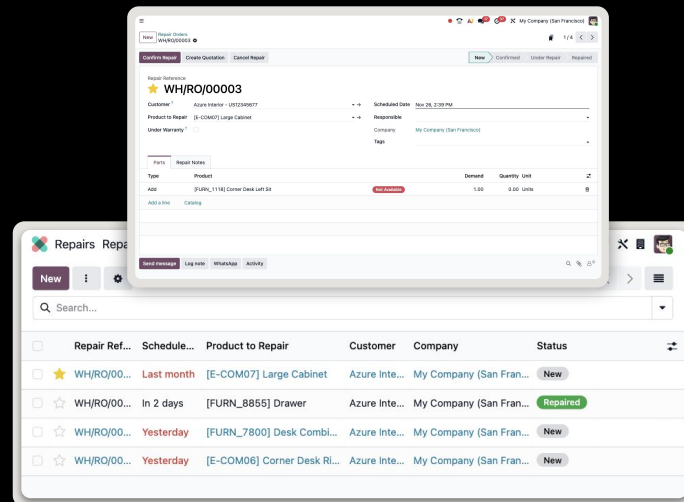 My Company (San Francisco)
New Repair Orders
WH/RO/00003
1/4
Confirm Repair Create Quotation Cancel Repair
New Confirmed Under Repair Repaired
Repair Reference
WH/RO/00003
Customer ? Azure Interior - US12345677
Scheduled Date Nov 26, 2:39 PM
Product to Repair [E-COM07] Large Cabinet
Responsible
Under Warranty ?
Company My Company (San Francisco)
Tags
Parts Repair Notes
Type Product Demand Quantity Unit
Add [FURN_1118] Corner Desk Left Sit Not Available 1.00 0.00 Units
Add a line Catalog
Send message Log note WhatsApp Activity
Repairs Repa
New
Search...
Repair Ref... Schedule... Product to Repair Customer Company Status
WH/RO/00... Last month [E-COM07] Large Cabinet Azure Inte... My Company (San Fran... New
WH/RO/00... In 2 days [FURN_8855] Drawer Azure Inte... My Company (San Fran... Repaired
WH/RO/00... Yesterday [FURN_7800] Desk Combi... Azure Inte... My Company (San Fran... New
WH/RO/00... Yesterday [E-COM06] Corner Desk Ri... Azure Inte... My Company (San Fran... New